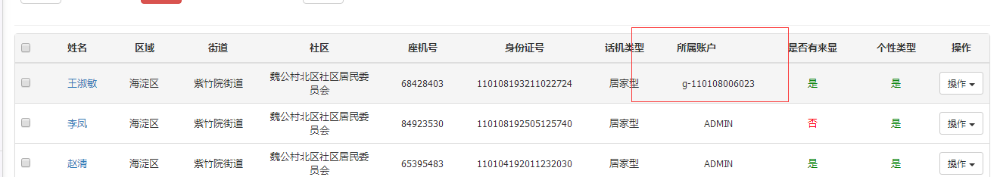 姓名 区域 街道 社区 座机号 身份证号 话机类型 所属账户 是否有来显 个性类型 操作
王淑敏 海淀区 紫竹院街道 魏公村北区社区居民委 68428403 110108193211022724 居家型 g-110108006023 是 是 操作
员会
李凤 海淀区 紫竹院街道 魏公村北区社区居民委 84923530 110108192505125740 居家型 ADMIN 否 是 操作
员会
赵清 海淀区 紫竹院街道 魏公村北区社区居民委 65395483 110104192011232030 居家型 ADMIN 是 是 操作
员会